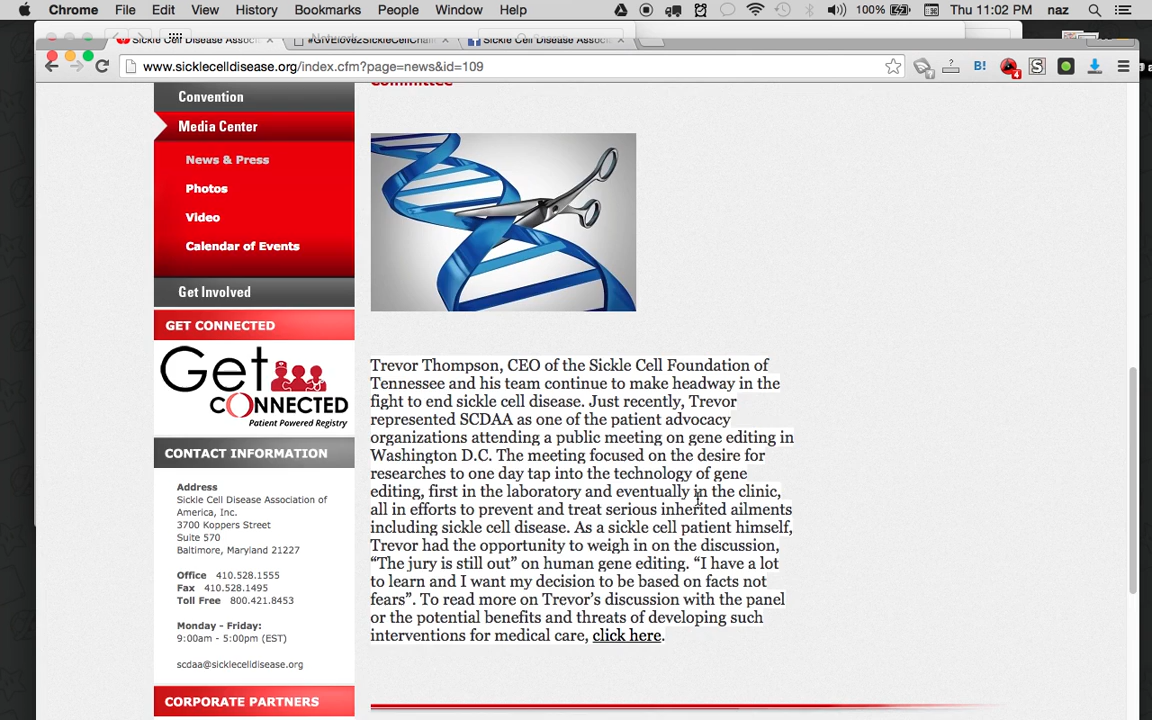 Chrome File Edit View History Bookmarks People Window Help 100% Thu 11:02 PM naz
Sickle Cell Disease Assoc #GIVElove2SickleCellChall Sickle Cell Disease Assoc
www.sicklecelldisease.org/index.cfm?page=news&id=109 B! 4
Committee
Convention
Media Center
News & Press
Photos
Video
Calendar of Events
Get Involved
GET CONNECTED
Get
CONNECTED
Patient Powered Registry
CONTACT INFORMATION
Address
Sickle Cell Disease Association of
America, Inc.
3700 Koppers Street
Suite 570
Baltimore, Maryland 21227
Office 410.528.1555
Fax 410.528.1495
Toll Free 800.421.8453
Monday - Friday:
9:00am - 5:00pm (EST)
scdaa@sicklecelldisease.org
CORPORATE PARTNERS
Trevor Thompson, CEO of the Sickle Cell Foundation of
Tennessee and his team continue to make headway in the
fight to end sickle cell disease. Just recently, Trevor
represented SCDAA as one of the patient advocacy
organizations attending a public meeting on gene editing in
Washington D.C. The meeting focused on the desire for
researches to one day tap into the technology of gene
editing, first in the laboratory and eventually in the clinic,
all in efforts to prevent and treat serious inherited ailments
including sickle cell disease. As a sickle cell patient himself,
Trevor had the opportunity to weigh in on the discussion,
“The jury is still out” on human gene editing. “I have a lot
to learn and I want my decision to be based on facts not
fears”. To read more on Trevor’s discussion with the panel
or the potential benefits and threats of developing such
interventions for medical care, click here.